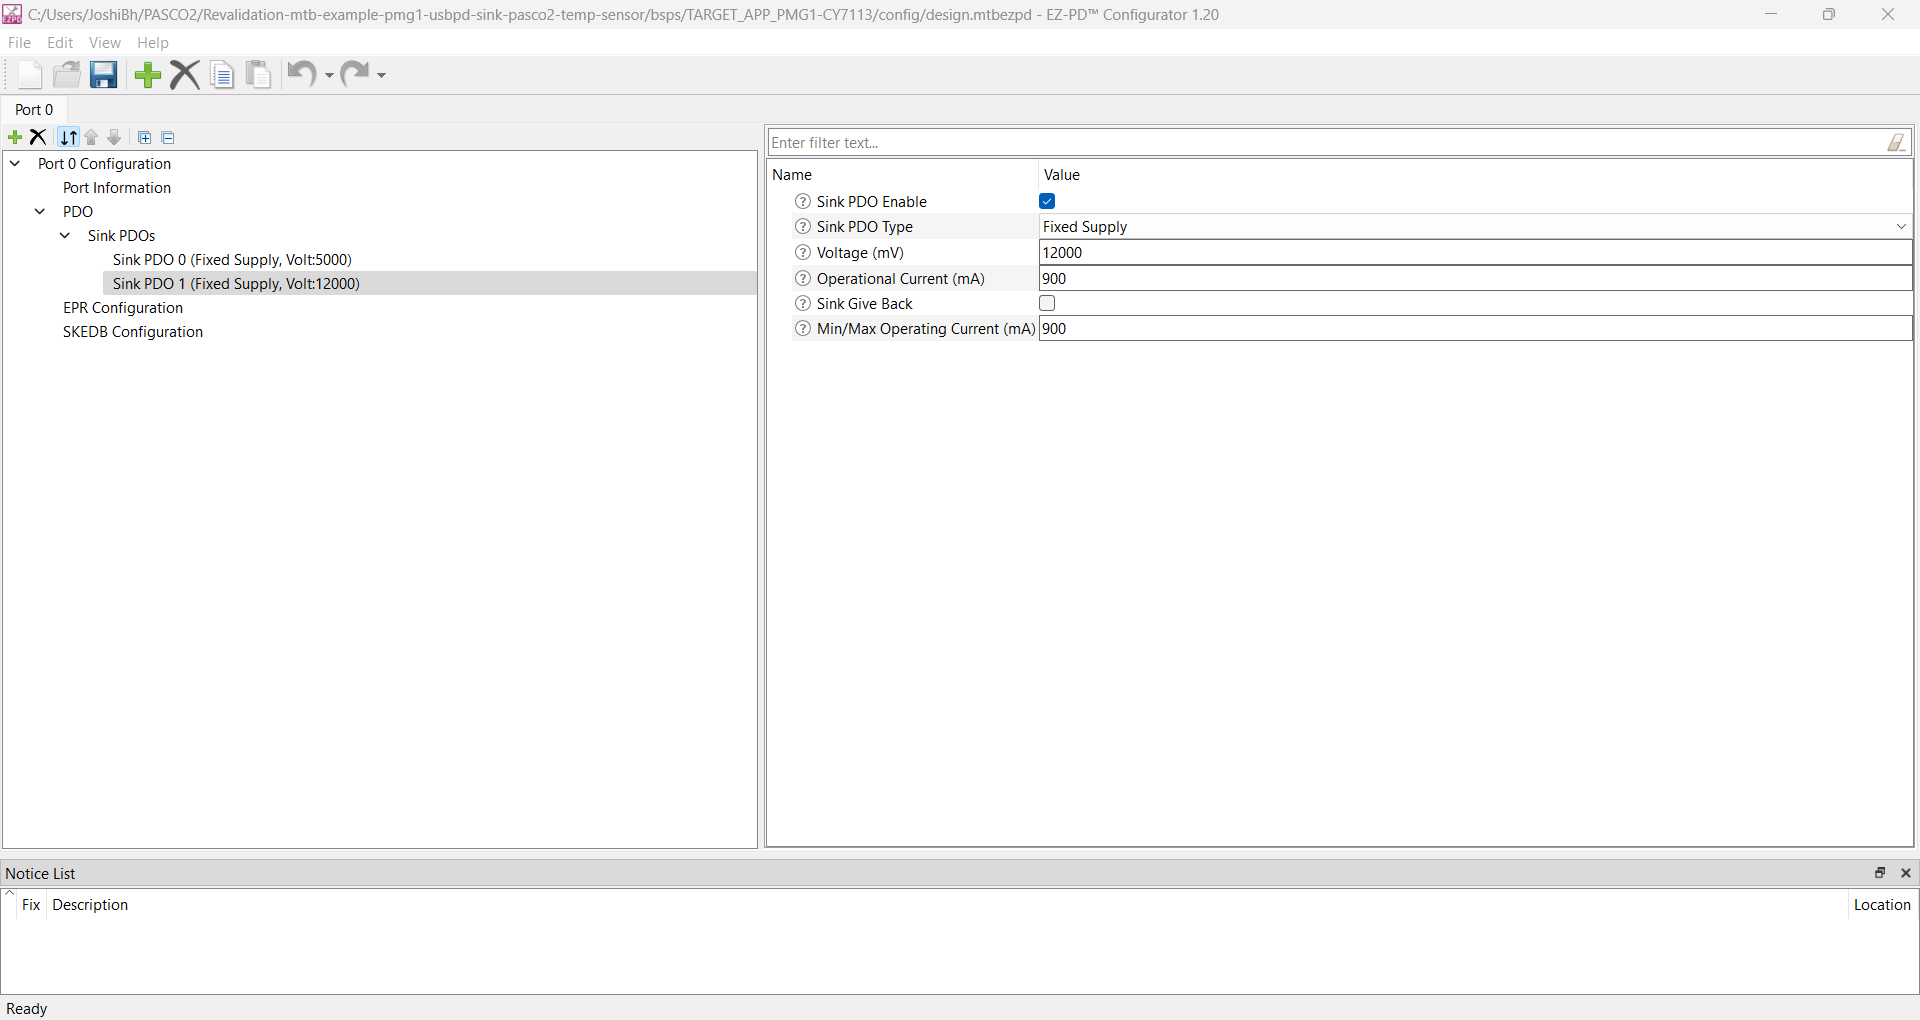 C:/Users/JoshiBh/PASCO2/Revalidation-mtb-example-pmg1-usbpd-sink-pasco2-temp-sensor/bsps/TARGET_APP_PMG1-CY7113/config/design.mtbezpd - EZ-PD™ Configurator 1.20
File Edit View Help
Port 0
Enter filter text...
Port 0 Configuration
Port Information
PDO
Sink PDOs
Sink PDO 0 (Fixed Supply, Volt:5000)
Sink PDO 1 (Fixed Supply, Volt:12000)
EPR Configuration
SKEDB Configuration
Name Value
Sink PDO Enable
Sink PDO Type Fixed Supply
Voltage (mV) 12000
Operational Current (mA) 900
Sink Give Back
Min/Max Operating Current (mA) 900
Notice List
Fix Description Location
Ready